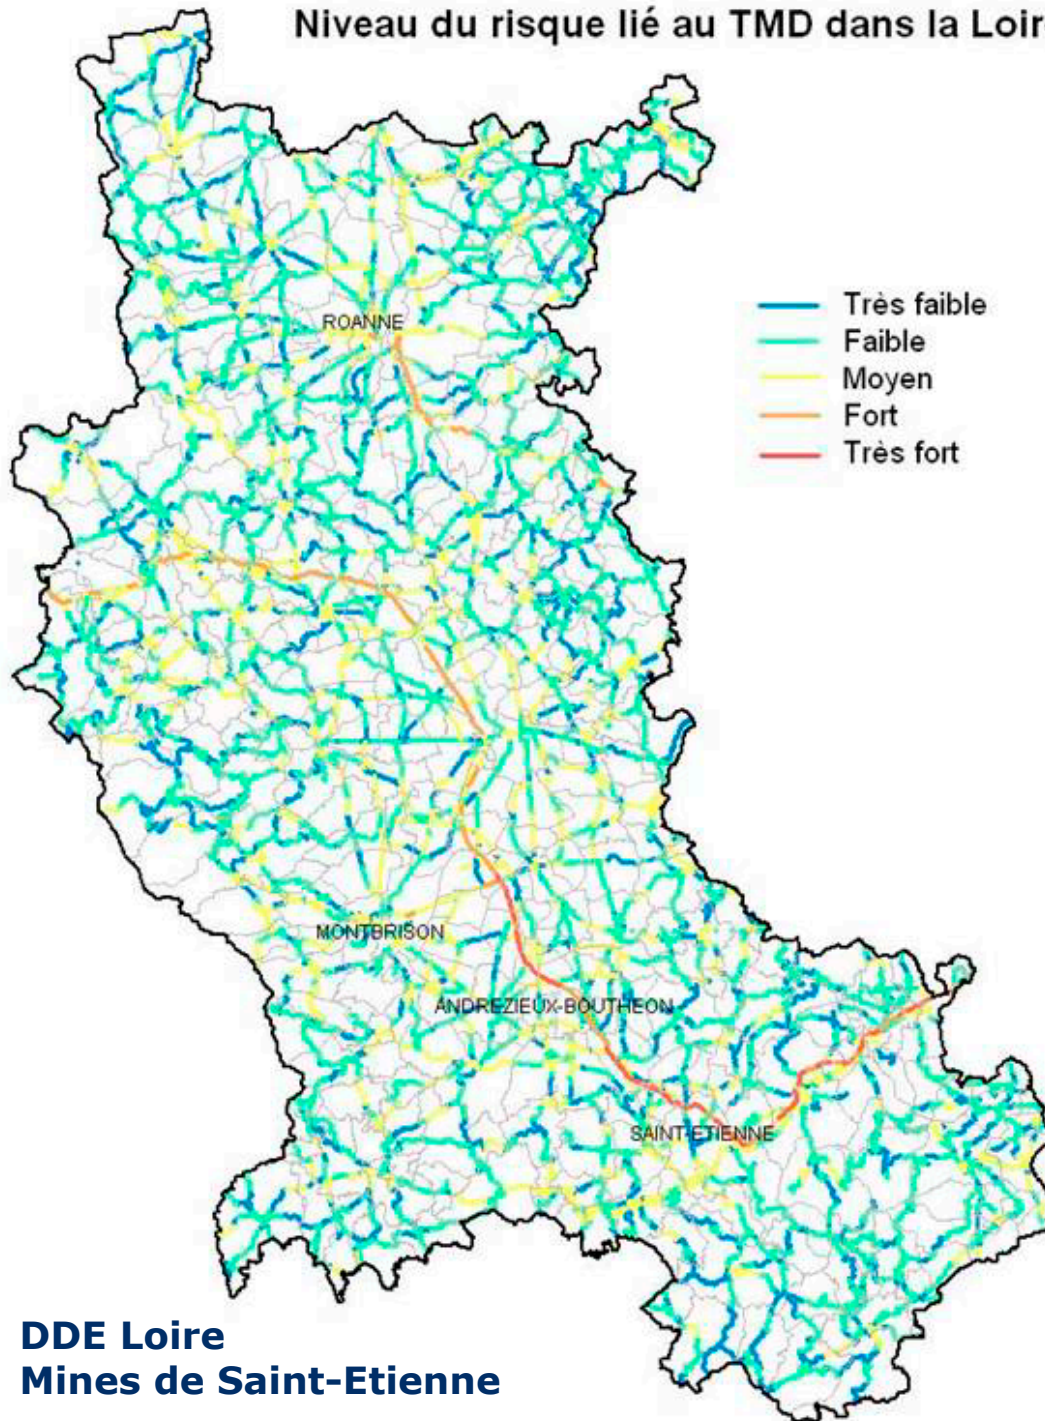 Niveau du risque lié au TMD dans la Loir
Très faible
Faible
Moyen
Fort
Très fort
ROANNE
MONTBRISON
ANDREZIEUX-BOUTHEON
SAINT-ETIENNE
DDE Loire
Mines de Saint-Etienne